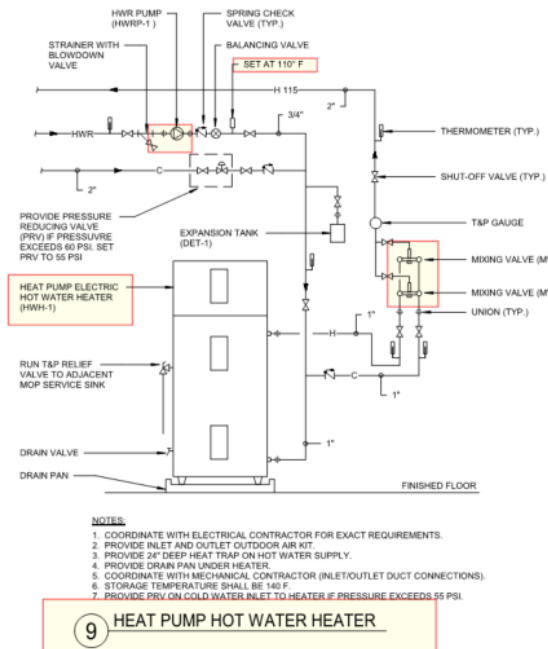 HWR PUMP
(HWRP-1 )
SPRING CHECK
VALVE (TYP.)
STRAINER WITH
BLOWDOWN
VALVE
BALANCING VALVE
SET AT 110° F
H 115
2"
3/4"
HWR
THERMOMETER (TYP.)
C
2"
SHUT-OFF VALVE (TYP.)
PROVIDE PRESSURE
REDUCING VALVE
(PRV) IF PRESSUVRE
EXCEEDS 60 PSI. SET
PRV TO 55 PSI
EXPANSION TANK
(DET-1)
T&P GAUGE
MIXING VALVE (M
HEAT PUMP ELECTRIC
HOT WATER HEATER
(HWH-1)
MIXING VALVE (M
1"
UNION (TYP.)
H
RUN T&P RELIEF
VALVE TO ADJACENT
MOP SERVICE SINK
C
1"
1"
DRAIN VALVE
DRAIN PAN
FINISHED FLOOR
NOTES:
1. COORDINATE WITH ELECTRICAL CONTRACTOR FOR EXACT REQUIREMENTS.
2. PROVIDE INLET AND OUTLET OUTDOOR AIR KIT.
3. PROVIDE 24" DEEP HEAT TRAP ON HOT WATER SUPPLY.
4. PROVIDE DRAIN PAN UNDER HEATER.
5. COORDINATE WITH MECHANICAL CONTRACTOR (INLET/OUTLET DUCT CONNECTIONS).
6. STORAGE TEMPERATURE SHALL BE 140 F.
7. PROVIDE PRV ON COLD WATER INLET TO HEATER IF PRESSURE EXCEEDS 55 PSI.
9 HEAT PUMP HOT WATER HEATER